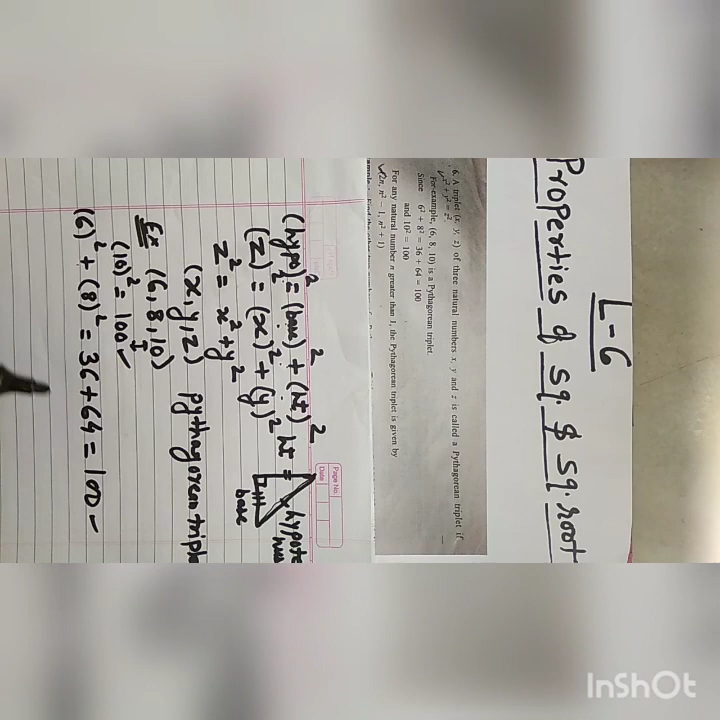 L-6
Properties of sq. & sq. root
6. A triplet (x, y, z) of three natural numbers x, y and z is called a Pythagorean triplet if
x² + y² = z².
For example, (6, 8, 10) is a Pythagorean triplet.
Since 6² + 8² = 36 + 64 = 100
and 10² = 100
For any natural number n greater than 1, the Pythagorean triplet is given by
(2n, n² – 1, n² + 1)
Page No.
Date
(hypo)² = (base)² + (ht.)²
(z)² = (x)² + (y)²
z² = x² + y²
ht
hypotenuse
base
(x, y, z) pythagorean triple
Ex (6, 8, 10)
(10)² = 100
(6)² + (8)² = 36 + 64 = 100
InShOt